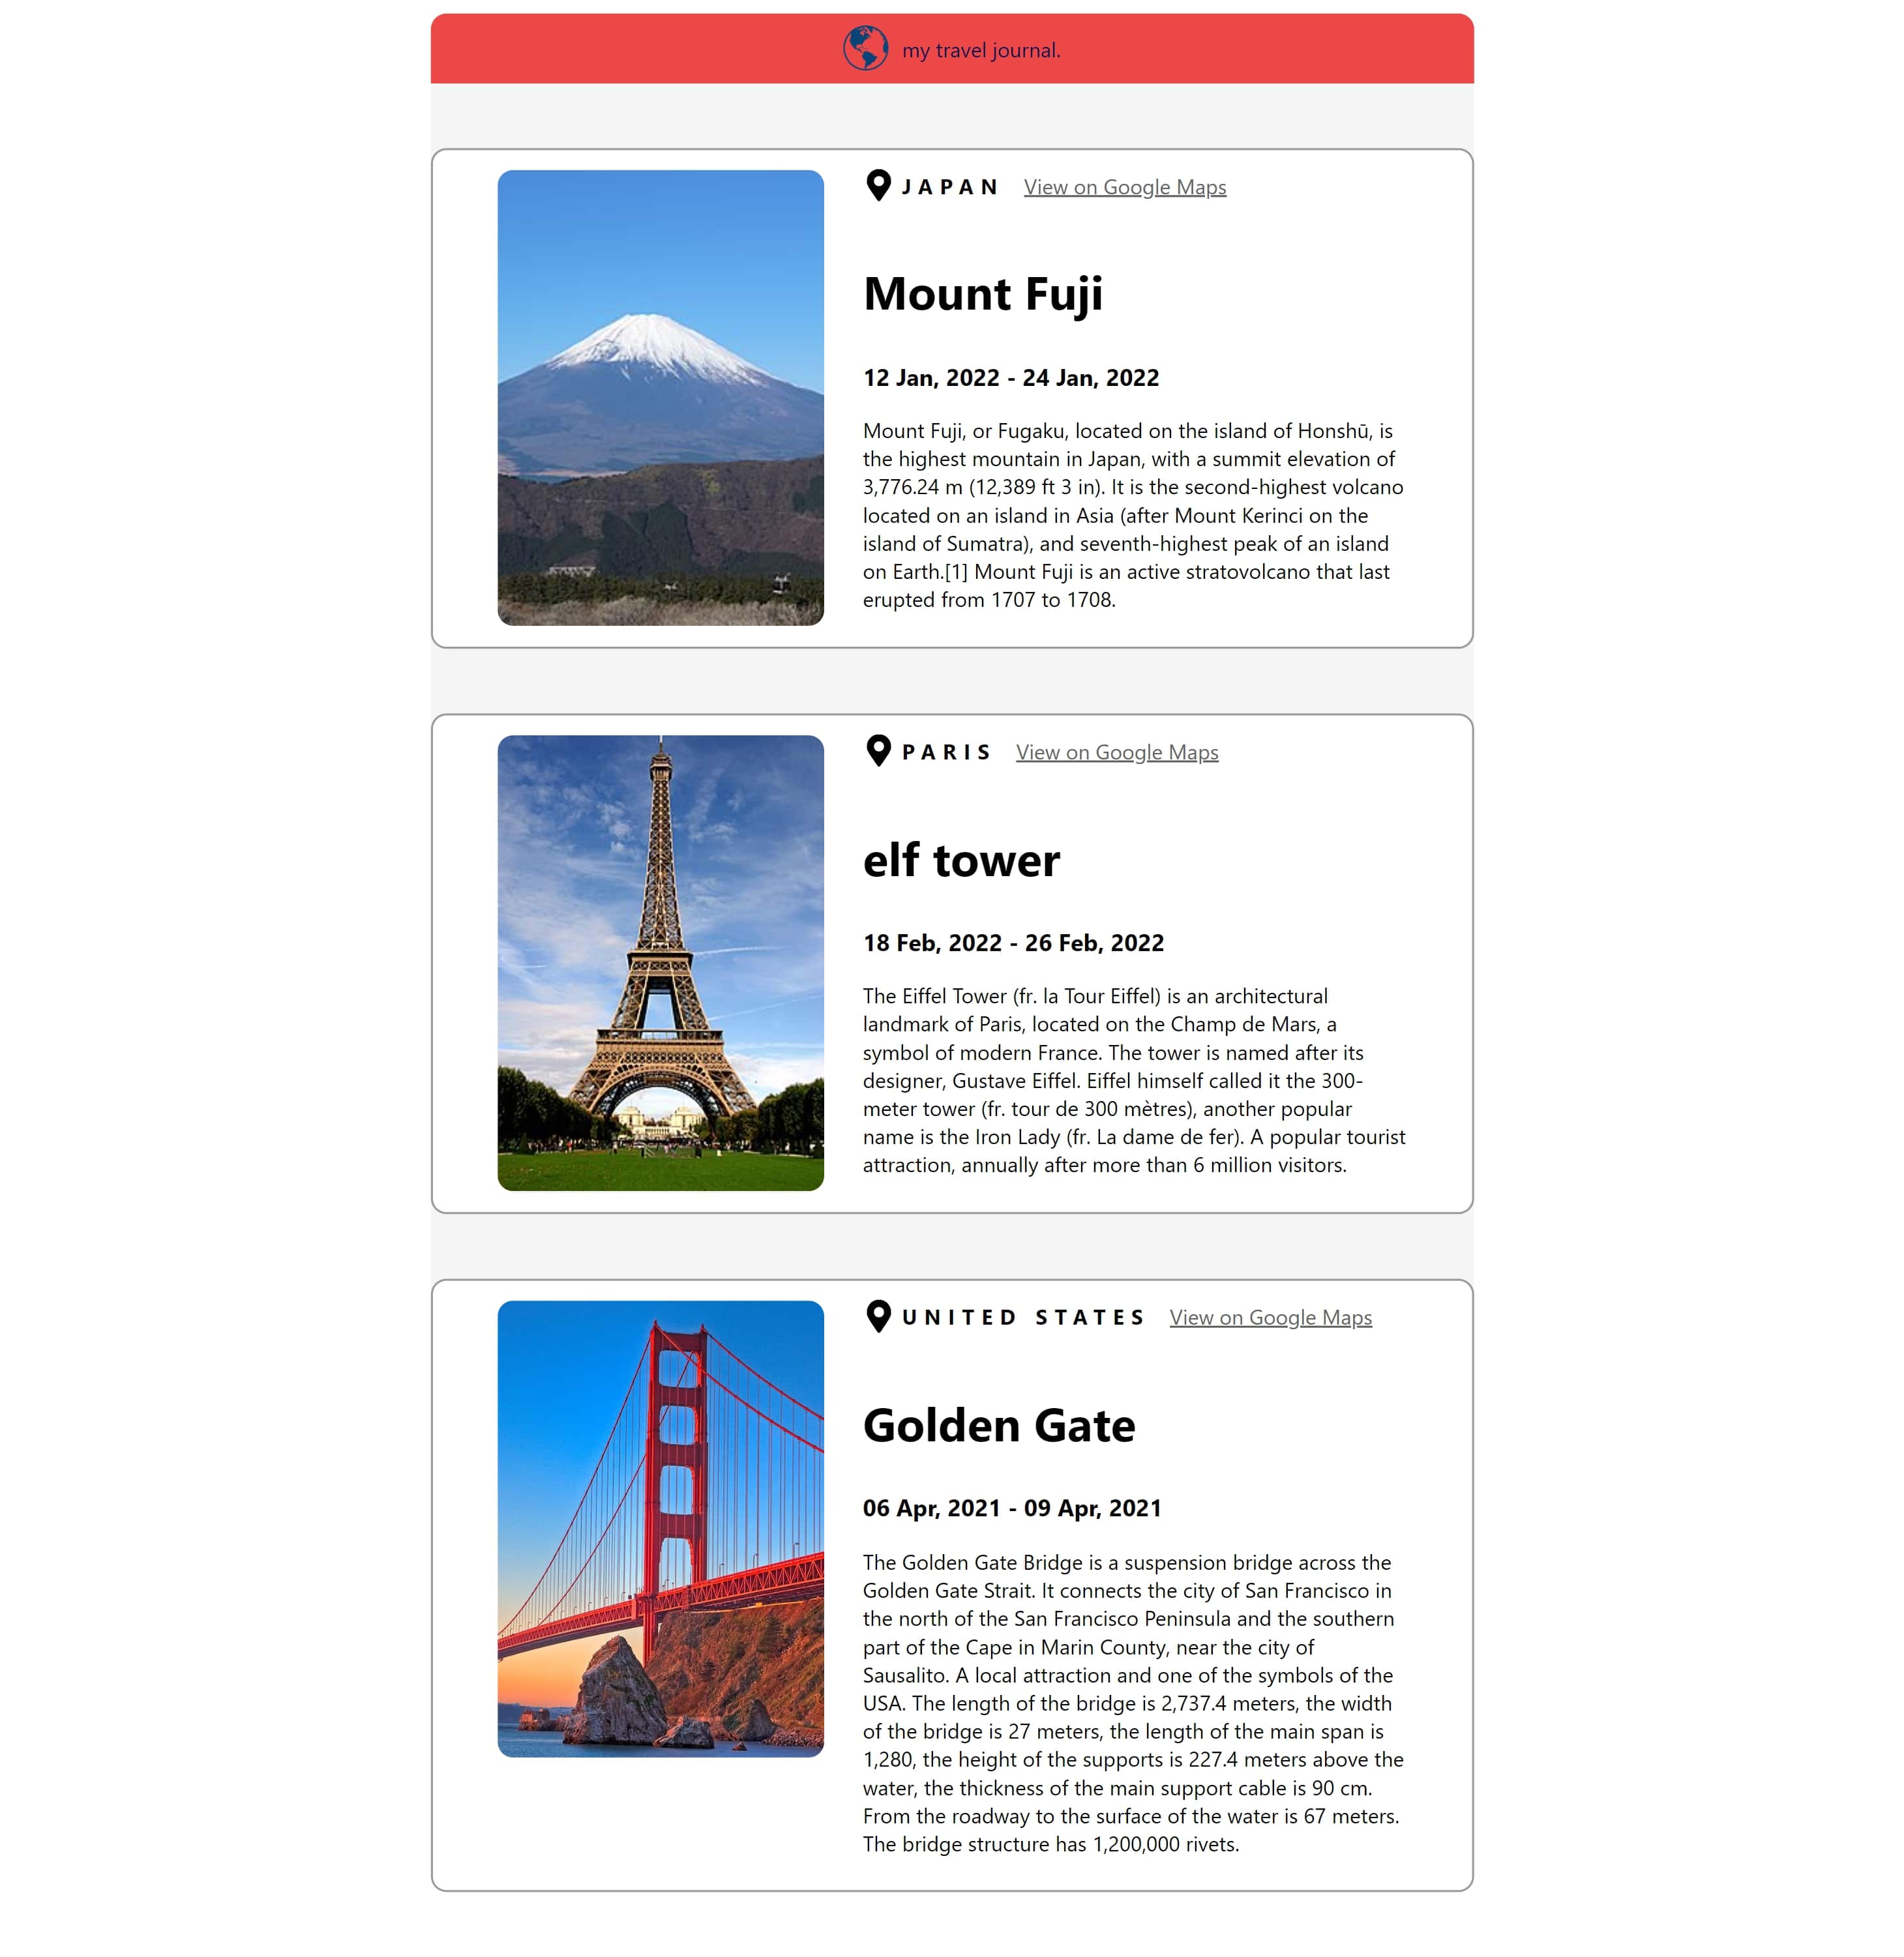 my travel journal.
JAPAN View on Google Maps
Mount Fuji
12 Jan, 2022 - 24 Jan, 2022
Mount Fuji, or Fugaku, located on the island of Honshū, is
the highest mountain in Japan, with a summit elevation of
3,776.24 m (12,389 ft 3 in). It is the second-highest volcano
located on an island in Asia (after Mount Kerinci on the
island of Sumatra), and seventh-highest peak of an island
on Earth.[1] Mount Fuji is an active stratovolcano that last
erupted from 1707 to 1708.
PARIS View on Google Maps
elf tower
18 Feb, 2022 - 26 Feb, 2022
The Eiffel Tower (fr. la Tour Eiffel) is an architectural
landmark of Paris, located on the Champ de Mars, a
symbol of modern France. The tower is named after its
designer, Gustave Eiffel. Eiffel himself called it the 300-
meter tower (fr. tour de 300 mètres), another popular
name is the Iron Lady (fr. La dame de fer). A popular tourist
attraction, annually after more than 6 million visitors.
UNITED STATES View on Google Maps
Golden Gate
06 Apr, 2021 - 09 Apr, 2021
The Golden Gate Bridge is a suspension bridge across the
Golden Gate Strait. It connects the city of San Francisco in
the north of the San Francisco Peninsula and the southern
part of the Cape in Marin County, near the city of
Sausalito. A local attraction and one of the symbols of the
USA. The length of the bridge is 2,737.4 meters, the width
of the bridge is 27 meters, the length of the main span is
1,280, the height of the supports is 227.4 meters above the
water, the thickness of the main support cable is 90 cm.
From the roadway to the surface of the water is 67 meters.
The bridge structure has 1,200,000 rivets.